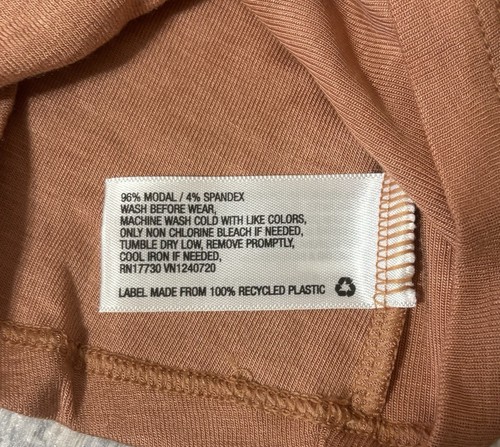 96% MODAL / 4% SPANDEX
WASH BEFORE WEAR,
MACHINE WASH COLD WITH LIKE COLORS,
ONLY NON CHLORINE BLEACH IF NEEDED,
TUMBLE DRY LOW, REMOVE PROMPTLY,
COOL IRON IF NEEDED,
RN17730 VN1240720
LABEL MADE FROM 100% RECYCLED PLASTIC